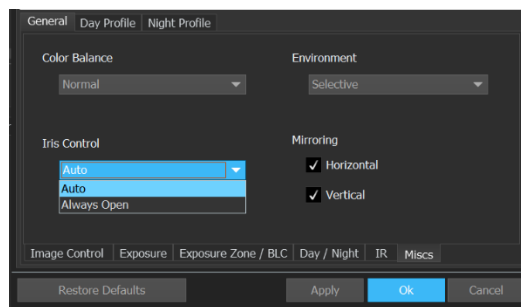 General Day Profile Night Profile
Color Balance Environment
Normal Selective
Iris Control Mirroring
Auto Horizontal
Auto
Always Open Vertical
Image Control Exposure Exposure Zone / BLC Day / Night IR Miscs
Restore Defaults Apply Ok Cancel